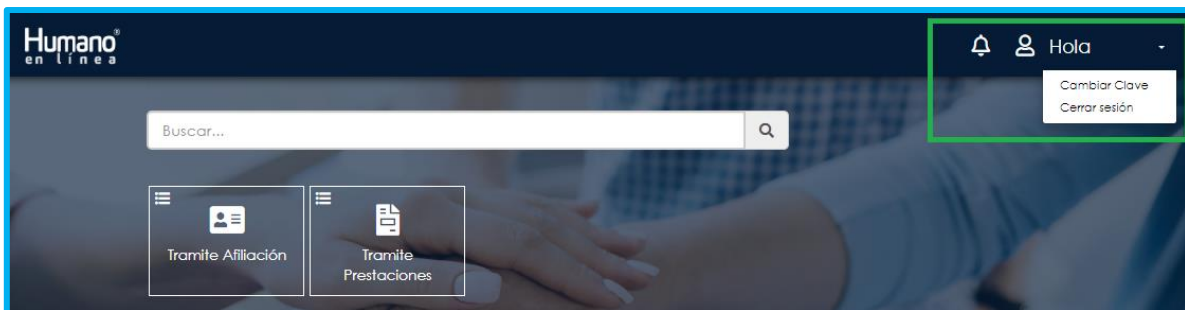 Humano®
en línea
Hola
Cambiar Clave
Cerrar sesión
Buscar...
Tramite Afiliación
Tramite
Prestaciones